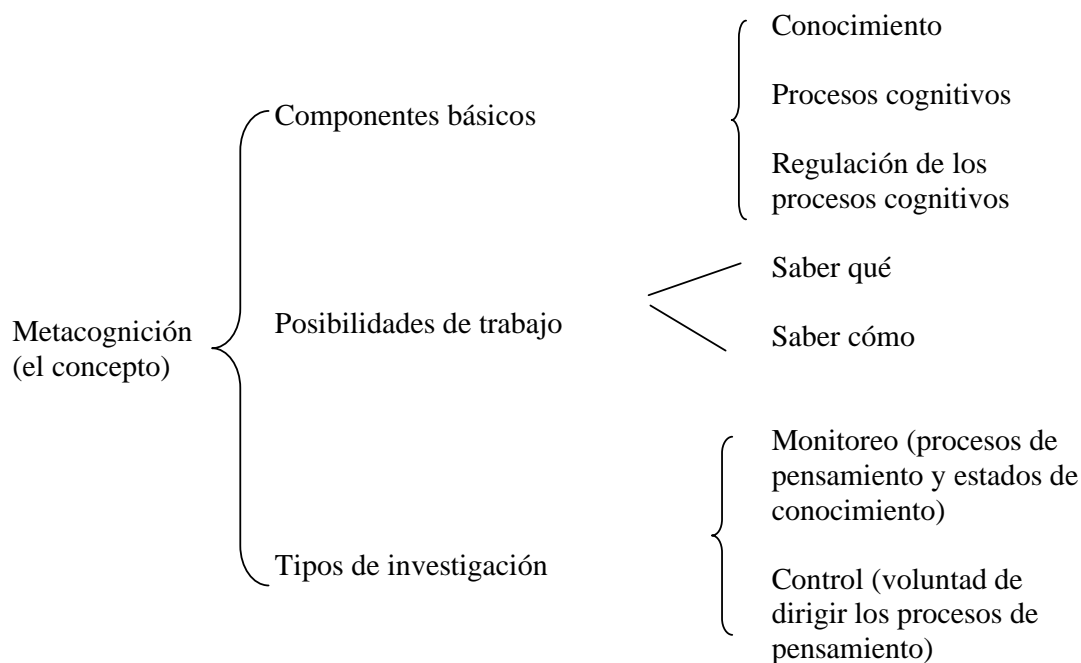 Metacognición
(el concepto)
Componentes básicos
Conocimiento
Procesos cognitivos
Regulación de los
procesos cognitivos
Posibilidades de trabajo
Saber qué
Saber cómo
Tipos de investigación
Monitoreo (procesos de
pensamiento y estados de
conocimiento)
Control (voluntad de
dirigir los procesos de
pensamiento)